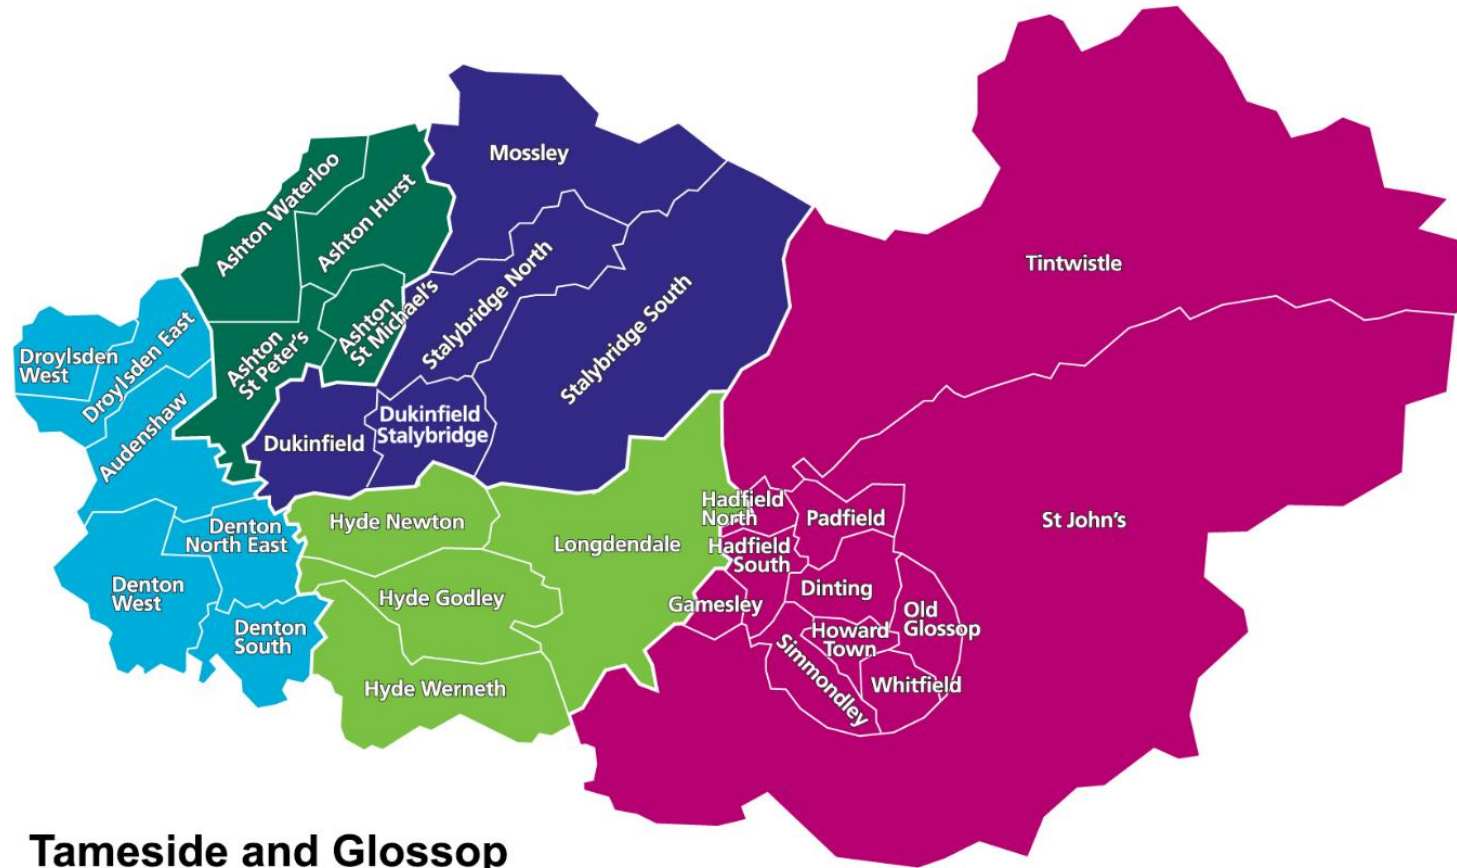 Mossley
Ashton Waterloo
Ashton Hurst
Tintwistle
Stalybridge North
Stalybridge South
Ashton
St Michael's
Ashton
St Peter's
Droylsden
West
Droylsden East
Audenshaw
Dukinfield
Dukinfield
Stalybridge
Hadfield
North
Padfield
St John's
Hyde Newton
Denton
North East
Longdendale
Hadfield
South
Denton
West
Hyde Godley
Gamesley
Dinting
Old
Glossop
Howard
Town
Denton
South
Simmondley
Whitfield
Hyde Werneth
Tameside and Glossop